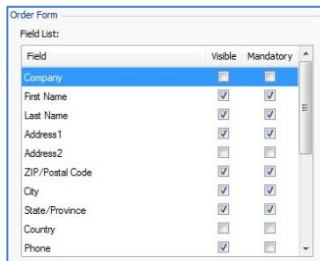 Order Form
Field List:
Field Visible Mandatory
Company
First Name
Last Name
Address1
Address2
ZIP/Postal Code
City
State/Province
Country
Phone